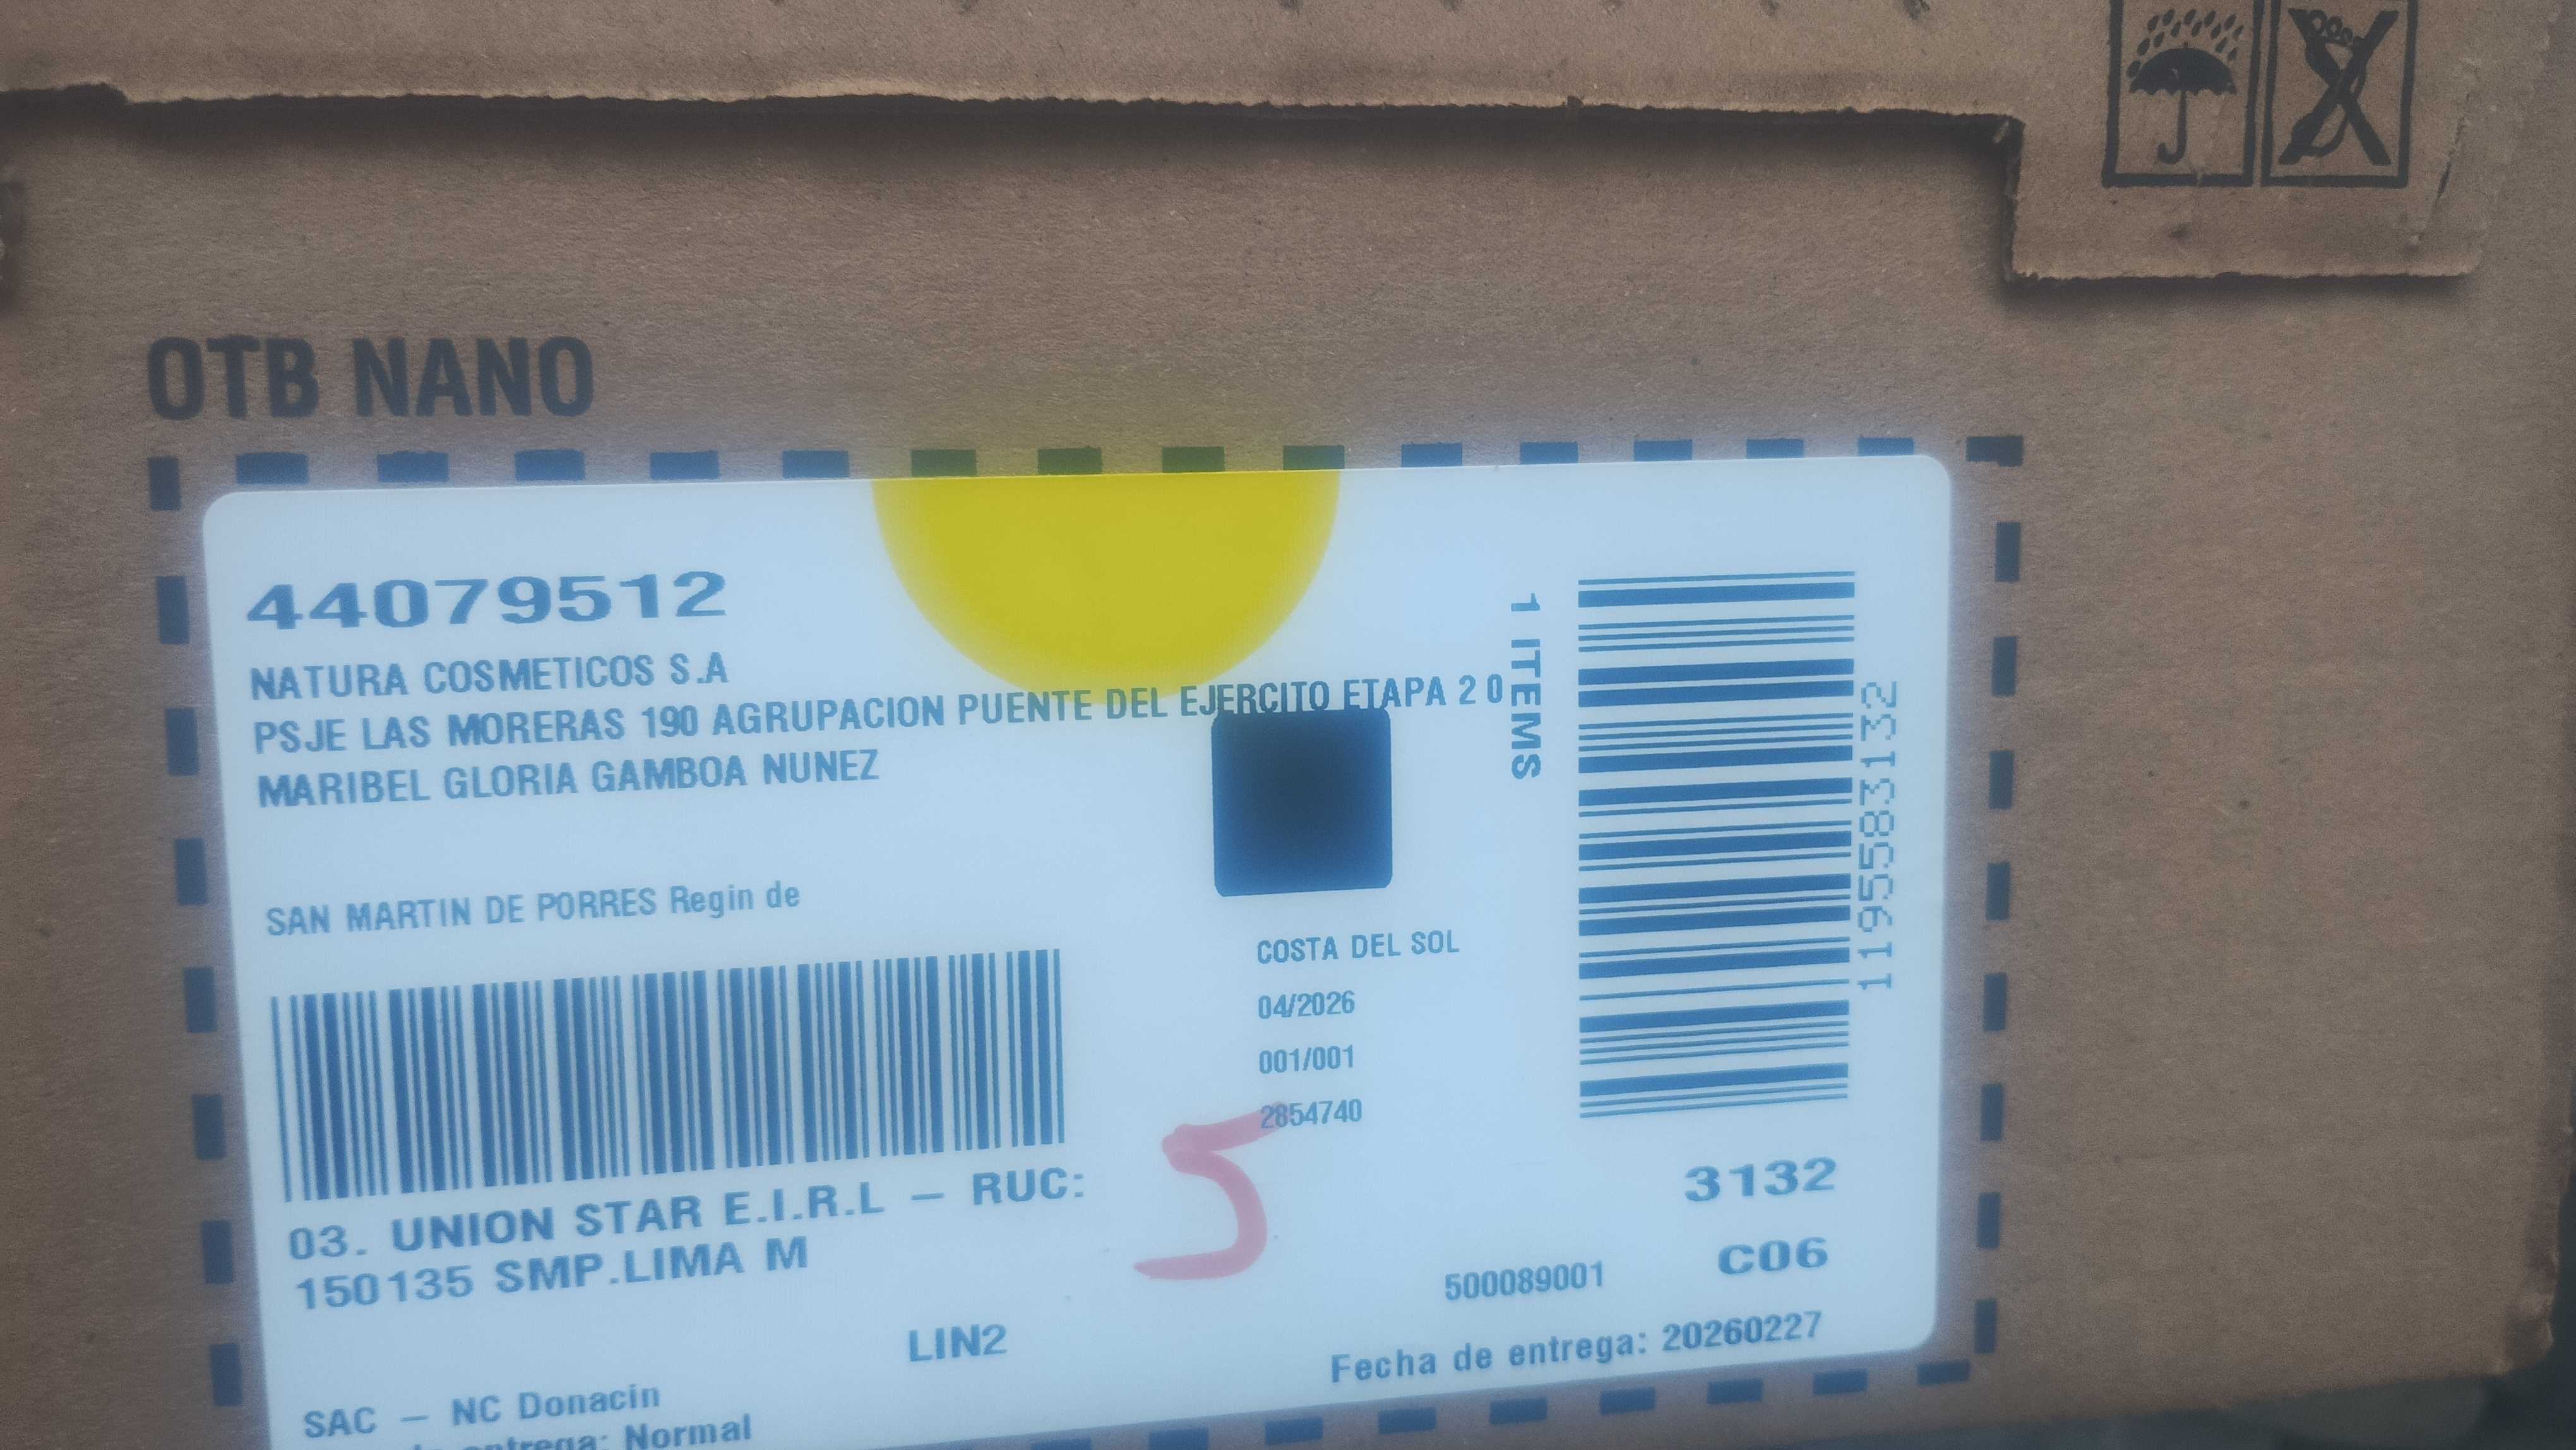 OTB NANO
44079512
NATURA COSMETICOS S.A
PSJE LAS MORERAS 190 AGRUPACION PUENTE DEL EJERCITO ETAPA 2 0
MARIBEL GLORIA GAMBOA NUNEZ
1 ITEMS
1195583132
SAN MARTIN DE PORRES Regin de
COSTA DEL SOL
04/2026
001/001
2854740
03. UNION STAR E.I.R.L – RUC:
150135 SMP.LIMA M
5
3132
C06
500089001
LIN2
Fecha de entrega: 20260227
SAC – NC Donacin
entrega: Normal